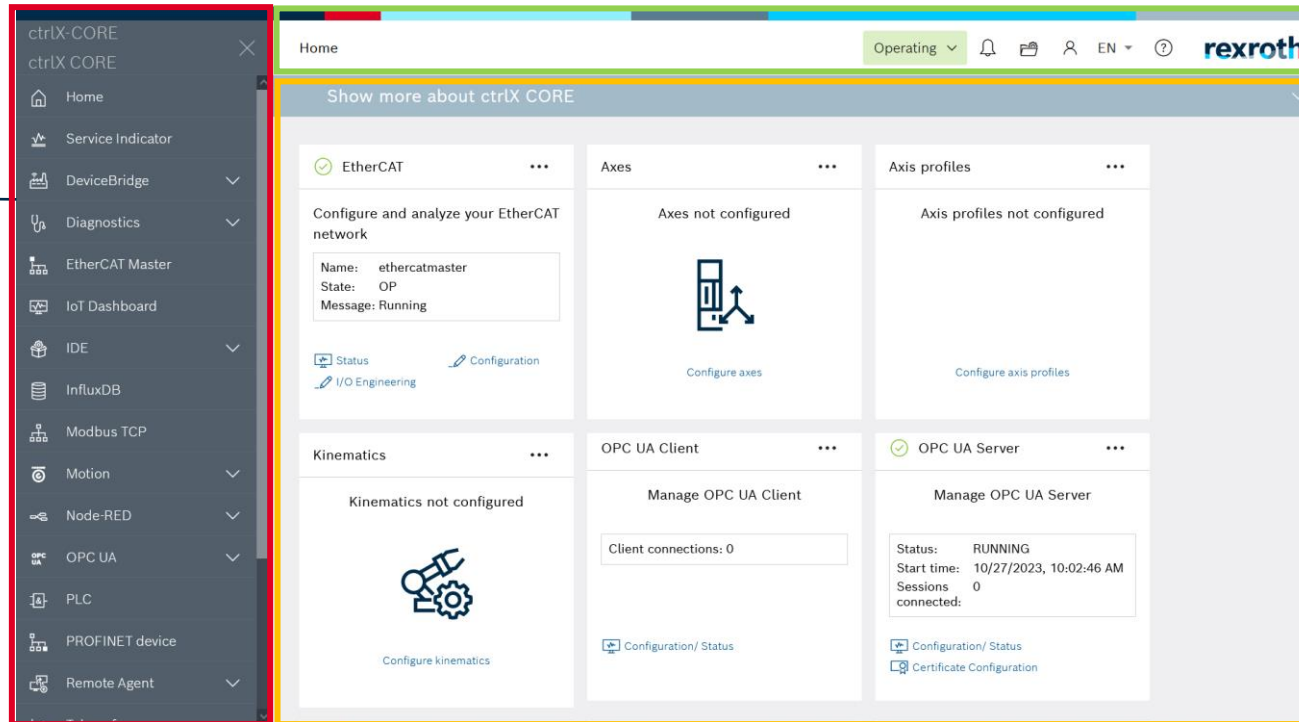 ctrlX-CORE
ctrlX CORE
Home
Service Indicator
DeviceBridge
Diagnostics
EtherCAT Master
IoT Dashboard
IDE
InfluxDB
Modbus TCP
Motion
Node-RED
OPC UA
PLC
PROFINET device
Remote Agent
Home
Operating
EN
rexroth
Show more about ctrlX CORE
EtherCAT
Configure and analyze your EtherCAT
network
Name: ethercatmaster
State: OP
Message: Running
Status
Configuration
I/O Engineering
Axes
Axes not configured
Configure axes
Axis profiles
Axis profiles not configured
Configure axis profiles
Kinematics
Kinematics not configured
Configure kinematics
OPC UA Client
Manage OPC UA Client
Client connections: 0
Configuration/ Status
OPC UA Server
Manage OPC UA Server
Status: RUNNING
Start time: 10/27/2023, 10:02:46 AM
Sessions 0
connected:
Configuration/ Status
Certificate Configuration